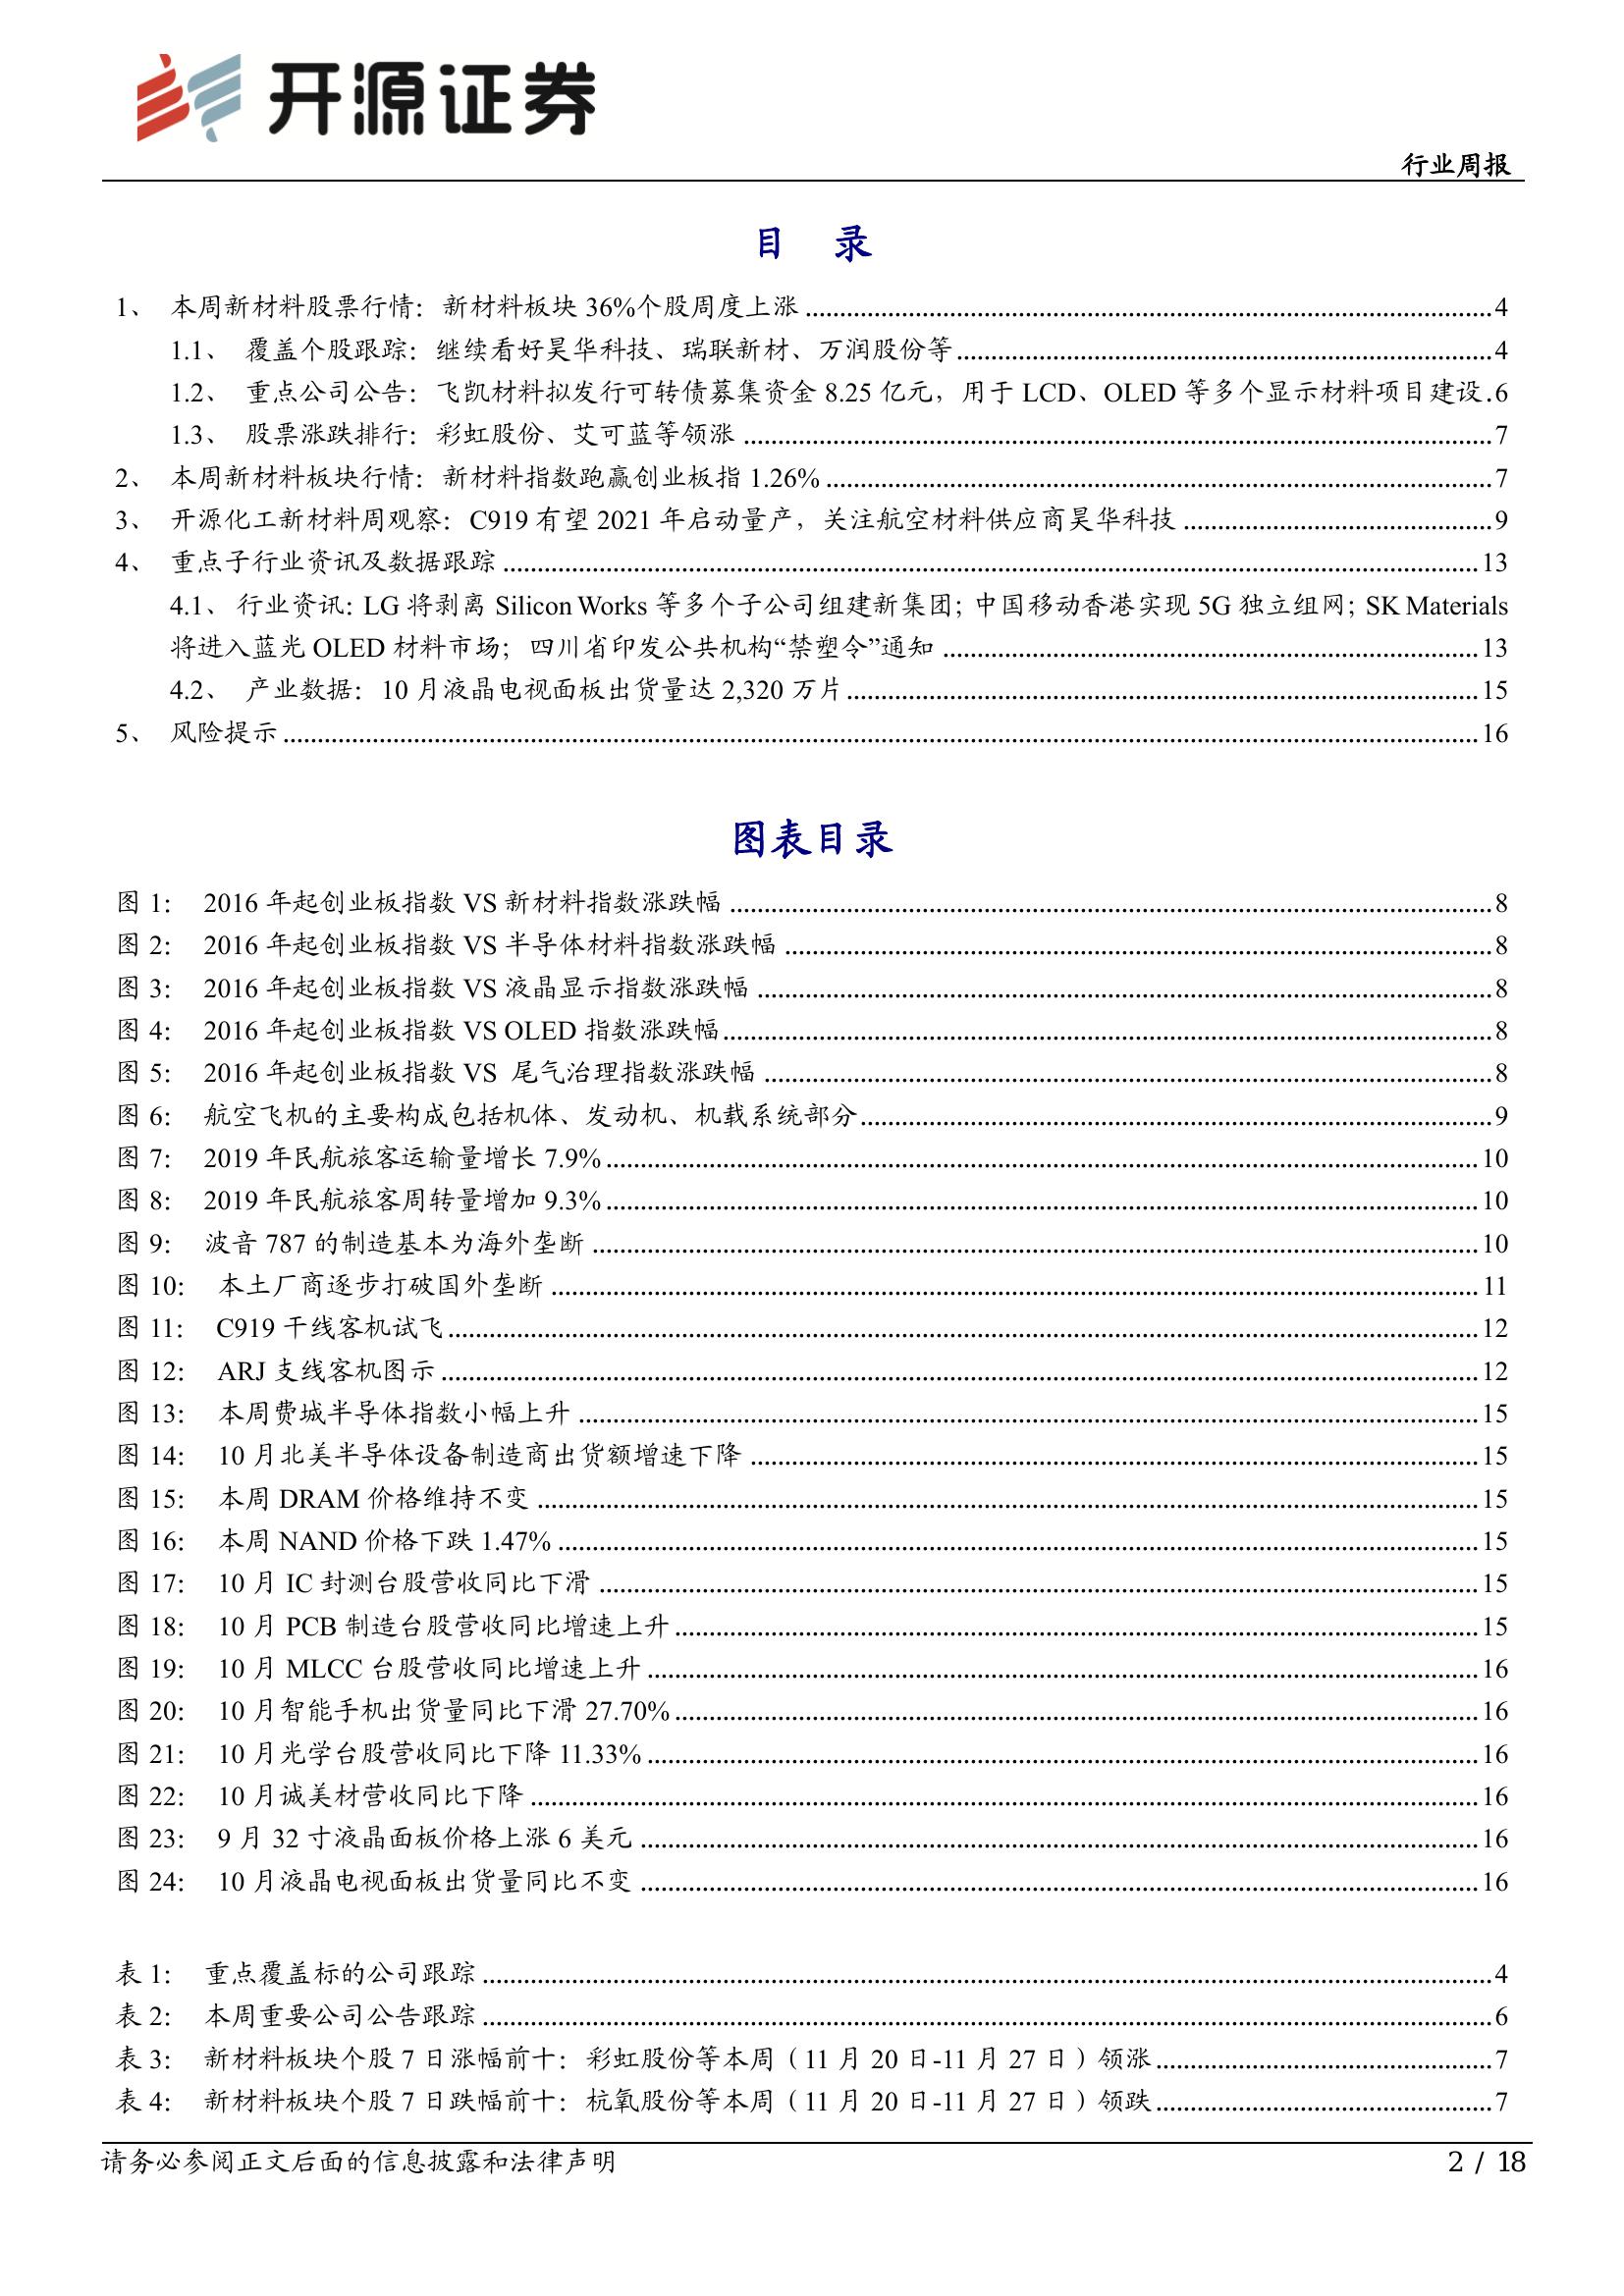 开源证券
行业周报
目 录
1、 本周新材料股票行情：新材料板块 36%个股周度上涨 4
1.1、 覆盖个股跟踪：继续看好昊华科技、瑞联新材、万润股份等 4
1.2、 重点公司公告：飞凯材料拟发行可转债募集资金 8.25 亿元，用于 LCD、OLED 等多个显示材料项目建设 6
1.3、 股票涨跌排行：彩虹股份、艾可蓝等领涨 7
2、 本周新材料板块行情：新材料指数跑赢创业板指 1.26% 7
3、 开源化工新材料周观察：C919 有望 2021 年启动量产，关注航空材料供应商昊华科技 9
4、 重点子行业资讯及数据跟踪 13
4.1、 行业资讯：LG 将剥离 Silicon Works 等多个子公司组建新集团；中国移动香港实现 5G 独立组网；SK Materials
将进入蓝光 OLED 材料市场；四川省印发公共机构“禁塑令”通知 13
4.2、 产业数据：10 月液晶电视面板出货量达 2,320 万片 15
5、 风险提示 16
图表目录
图 1： 2016 年起创业板指数 VS 新材料指数涨跌幅 8
图 2： 2016 年起创业板指数 VS 半导体材料指数涨跌幅 8
图 3： 2016 年起创业板指数 VS 液晶显示指数涨跌幅 8
图 4： 2016 年起创业板指数 VS OLED 指数涨跌幅 8
图 5： 2016 年起创业板指数 VS 尾气治理指数涨跌幅 8
图 6： 航空飞机的主要构成包括机体、发动机、机载系统部分 9
图 7： 2019 年民航旅客运输量增长 7.9% 10
图 8： 2019 年民航旅客周转量增加 9.3% 10
图 9： 波音 787 的制造基本为海外垄断 10
图 10： 本土厂商逐步打破国外垄断 11
图 11： C919 干线客机试飞 12
图 12： ARJ 支线客机图示 12
图 13： 本周费城半导体指数小幅上升 15
图 14： 10 月北美半导体设备制造商出货额增速下降 15
图 15： 本周 DRAM 价格维持不变 15
图 16： 本周 NAND 价格下跌 1.47% 15
图 17： 10 月 IC 封测台股营收同比下滑 15
图 18： 10 月 PCB 制造台股营收同比增速上升 15
图 19： 10 月 MLCC 台股营收同比增速上升 16
图 20： 10 月智能手机出货量同比下滑 27.70% 16
图 21： 10 月光学台股营收同比下降 11.33% 16
图 22： 10 月诚美材营收同比下降 16
图 23： 9 月 32 寸液晶面板价格上涨 6 美元 16
图 24： 10 月液晶电视面板出货量同比不变 16
表 1： 重点覆盖标的公司跟踪 4
表 2： 本周重要公司公告跟踪 6
表 3： 新材料板块个股 7 日涨幅前十：彩虹股份等本周（11 月 20 日-11 月 27 日）领涨 7
表 4： 新材料板块个股 7 日跌幅前十：杭氧股份等本周（11 月 20 日-11 月 27 日）领跌 7
请务必参阅正文后面的信息披露和法律声明 2 / 18